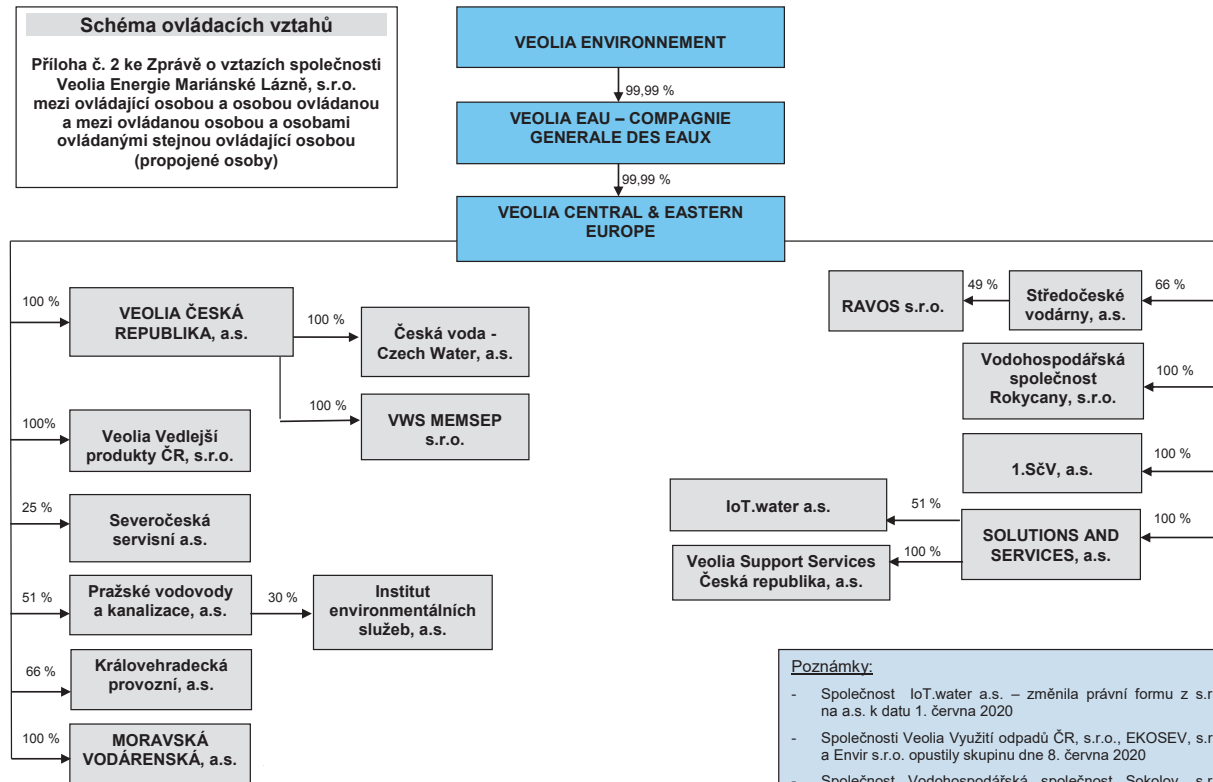 Schéma ovládacích vztahů
Příloha č. 2 ke Zprávě o vztazích společnosti
Veolia Energie Mariánské Lázně, s.r.o.
mezi ovládající osobou a osobou ovládanou
a mezi ovládanou osobou a osobami
ovládanými stejnou ovládající osobou
(propojené osoby)
VEOLIA ENVIRONNEMENT
99,99 %
VEOLIA EAU – COMPAGNIE
GENERALE DES EAUX
99,99 %
VEOLIA CENTRAL & EASTERN
EUROPE
100 %
VEOLIA ČESKÁ
REPUBLIKA, a.s.
100 %
Česká voda -
Czech Water, a.s.
100 %
VWS MEMSEP
s.r.o.
100%
Veolia Vedlejší
produkty ČR, s.r.o.
25 %
Severočeská
servisní a.s.
51 %
Pražské vodovody
a kanalizace, a.s.
30 %
Institut
environmentálních
služeb, a.s.
66 %
Královehradecká
provozní, a.s.
100 %
MORAVSKÁ
VODÁRENSKÁ, a.s.
RAVOS s.r.o.
49 %
Středočeské
vodárny, a.s.
66 %
Vodohospodářská
společnost
Rokycany, s.r.o.
100 %
1.SčV, a.s.
100 %
IoT.water a.s.
51 %
SOLUTIONS AND
SERVICES, a.s.
100 %
Veolia Support Services
Česká republika, a.s.
100 %
Poznámky:
- Společnost IoT.water a.s. – změnila právní formu z s.r
na a.s. k datu 1. června 2020
- Společnosti Veolia Využití odpadů ČR, s.r.o., EKOSEV, s.r
a Envir s.r.o. opustily skupinu dne 8. června 2020
- Společnost Vodohospodářská společnost Sokolov, s.r